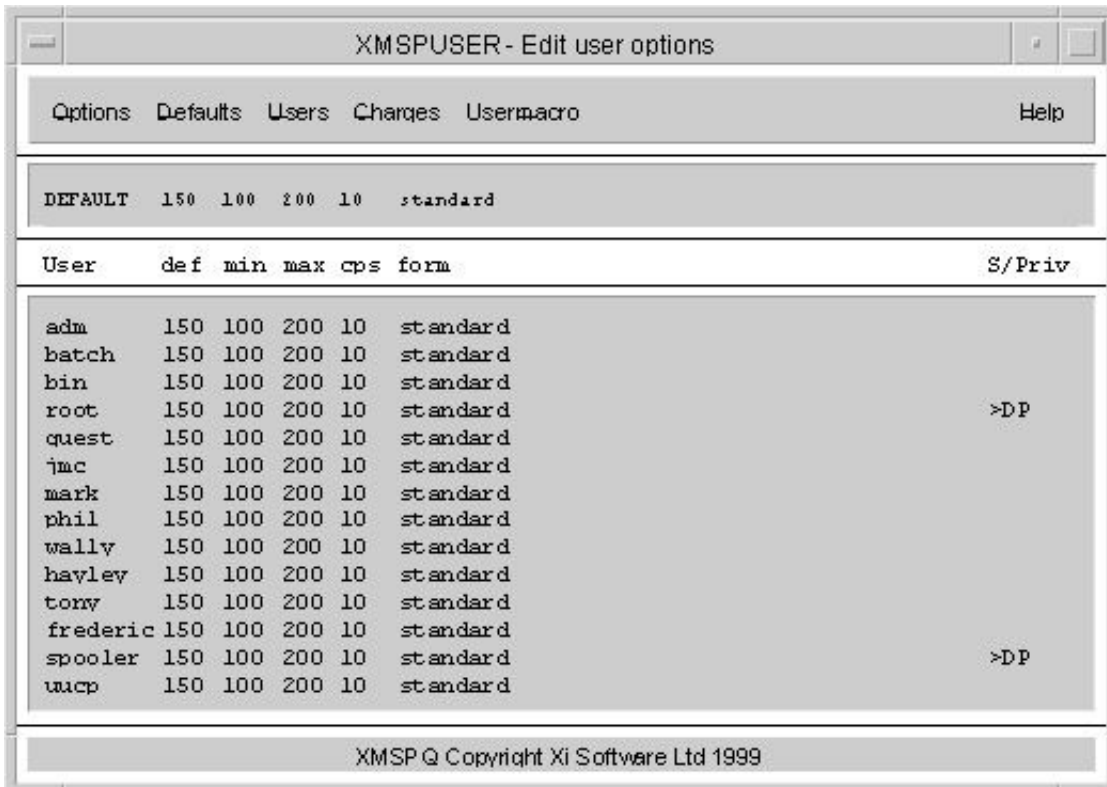 XMSPUSER - Edit user options
Options Defaults Users Charges Usermacro Help
DEFAULT 150 100 200 10 standard
User def min max cps form S/Priv
adm 150 100 200 10 standard
batch 150 100 200 10 standard
bin 150 100 200 10 standard
root 150 100 200 10 standard >DP
guest 150 100 200 10 standard
jmc 150 100 200 10 standard
mark 150 100 200 10 standard
phil 150 100 200 10 standard
wally 150 100 200 10 standard
hayley 150 100 200 10 standard
tony 150 100 200 10 standard
frederic 150 100 200 10 standard
spooler 150 100 200 10 standard >DP
uucp 150 100 200 10 standard
XMSPQ Copyright Xi Software Ltd 1999